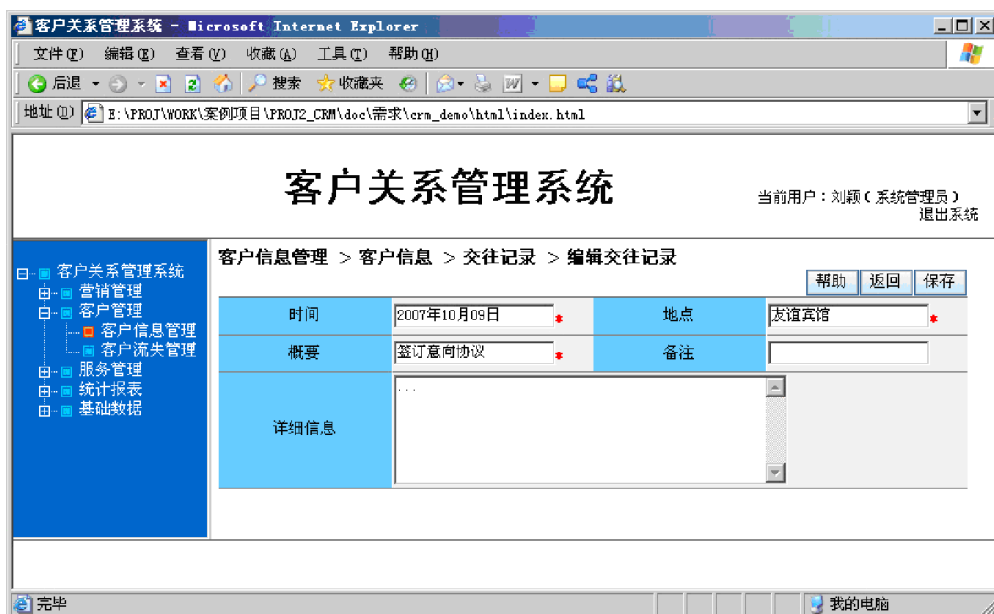 客户关系管理系统 - Microsoft Internet Explorer
文件(F) 编辑(E) 查看(V) 收藏(A) 工具(T) 帮助(H)
后退 搜索 收藏夹
地址(D) E:\PROJ\WORK\案例项目\PROJ2_CRM\doc\需求\crm_demo\html\index.html
客户关系管理系统
当前用户：刘颖（系统管理员）
退出系统
客户关系管理系统
营销管理
客户管理
客户信息管理
客户流失管理
服务管理
统计报表
基础数据
客户信息管理 > 客户信息 > 交往记录 > 编辑交往记录
帮助 返回 保存
时间 2007年10月09日 * 地点 友谊宾馆 *
概要 签订意向协议 * 备注
详细信息 ...
完毕 我的电脑